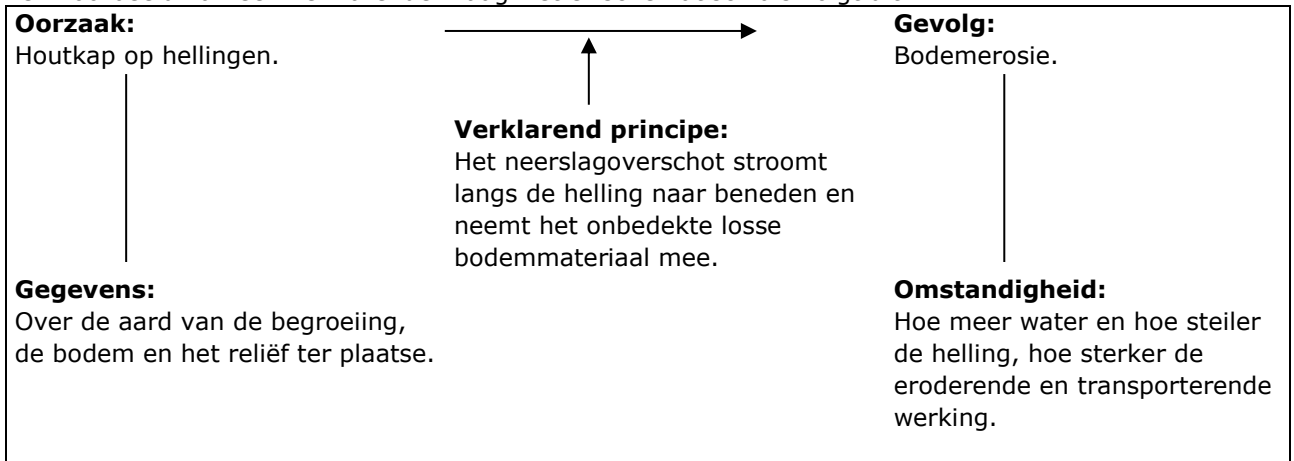 Oorzaak:
Houtkap op hellingen.
Gevolg:
Bodemerosie.
Verklarend principe:
Het neerslagoverschot stroomt
langs de helling naar beneden en
neemt het onbedekte losse
bodemmateriaal mee.
Gegevens:
Over de aard van de begroeiing,
de bodem en het reliëf ter plaatse.
Omstandigheid:
Hoe meer water en hoe steiler
de helling, hoe sterker de
eroderende en transporterende
werking.